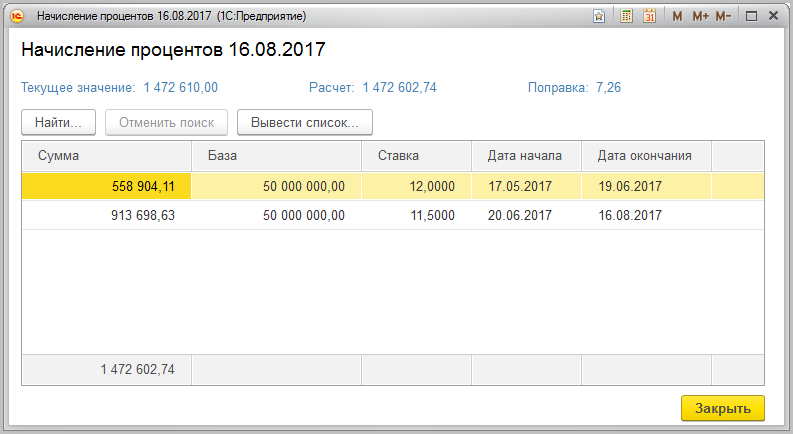 Начисление процентов 16.08.2017 (1С:Предприятие)
31 M M+ M-
Начисление процентов 16.08.2017
Текущее значение: 1 472 610,00 Расчет: 1 472 602,74 Поправка: 7,26
Найти... Отменить поиск Вывести список...
Сумма База Ставка Дата начала Дата окончания
558 904,11 50 000 000,00 12,0000 17.05.2017 19.06.2017
913 698,63 50 000 000,00 11,5000 20.06.2017 16.08.2017
1 472 602,74
Закрыть